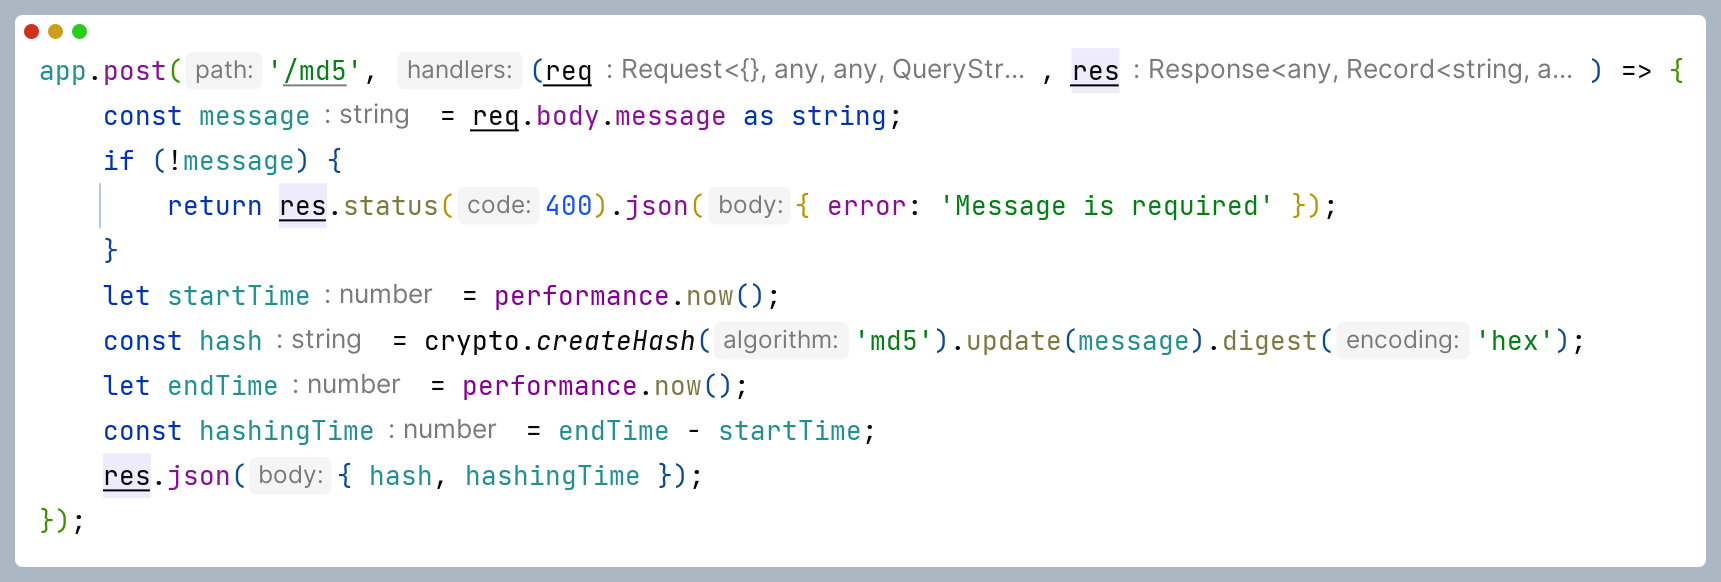 app.post( path: '/md5', handlers: (req : Request<{}, any, any, QueryStr... , res : Response<any, Record<string, a... ) => {
    const message : string = req.body.message as string;
    if (!message) {
        return res.status( code: 400).json( body: { error: 'Message is required' });
    }
    let startTime : number = performance.now();
    const hash : string = crypto.createHash( algorithm: 'md5').update(message).digest( encoding: 'hex');
    let endTime : number = performance.now();
    const hashingTime : number = endTime - startTime;
    res.json( body: { hash, hashingTime });
});